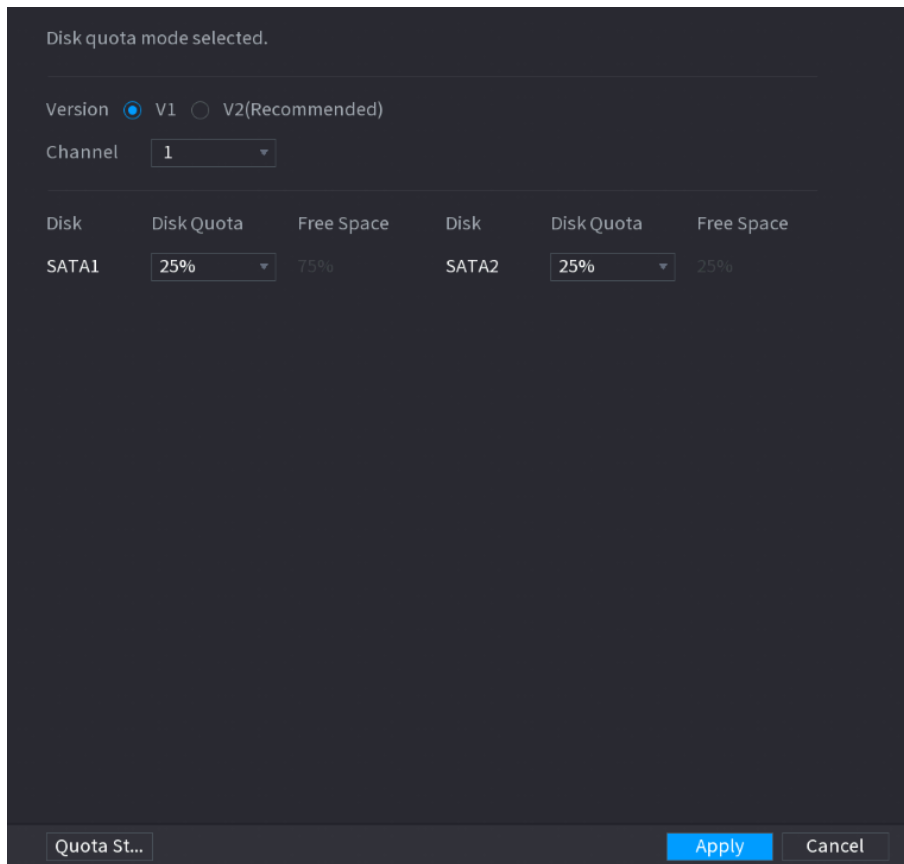 Disk quota mode selected.
Version V1 V2(Recommended)
Channel 1
Disk Disk Quota Free Space Disk Disk Quota Free Space
SATA1 25% 75% SATA2 25% 25%
Quota St... Apply Cancel